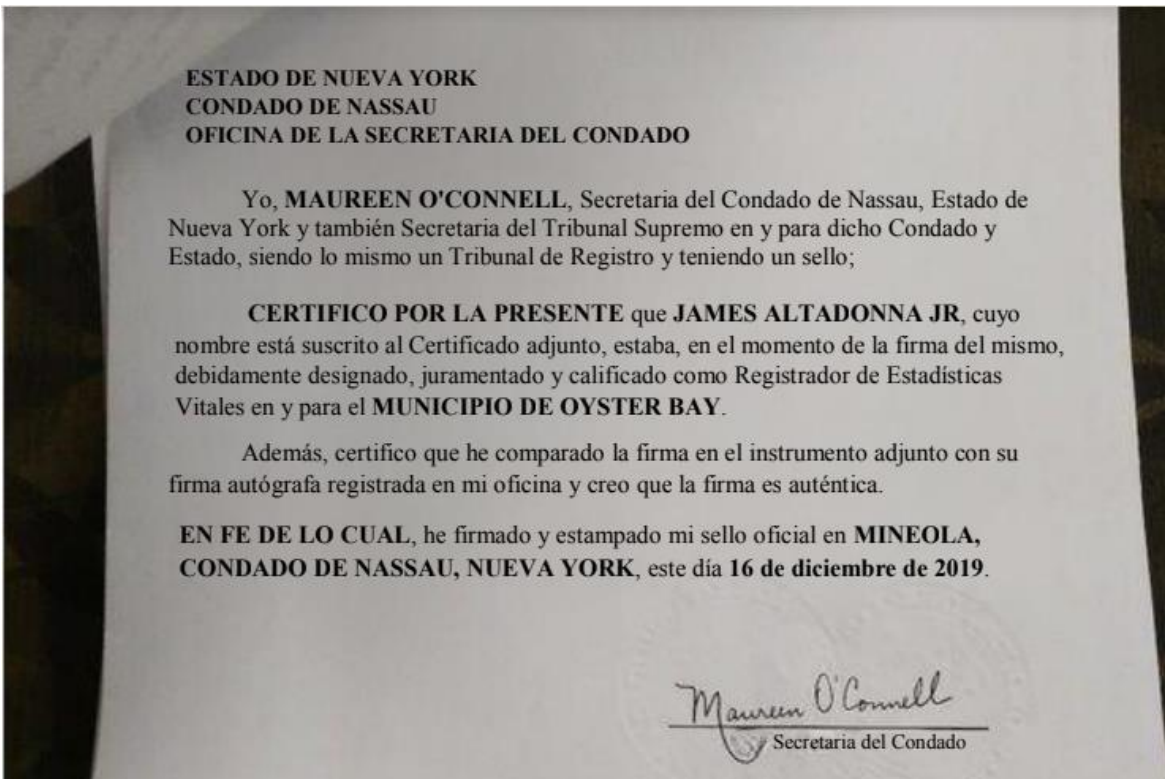 ESTADO DE NUEVA YORK
CONDADO DE NASSAU
OFICINA DE LA SECRETARIA DEL CONDADO
Yo, MAUREEN O'CONNELL, Secretaria del Condado de Nassau, Estado de
Nueva York y también Secretaria del Tribunal Supremo en y para dicho Condado y
Estado, siendo lo mismo un Tribunal de Registro y teniendo un sello;
CERTIFICO POR LA PRESENTE que JAMES ALTADONNA JR, cuyo
nombre está suscrito al Certificado adjunto, estaba, en el momento de la firma del mismo,
debidamente designado, juramentado y calificado como Registrador de Estadísticas
Vitales en y para el MUNICIPIO DE OYSTER BAY.
Además, certifico que he comparado la firma en el instrumento adjunto con su
firma autógrafa registrada en mi oficina y creo que la firma es auténtica.
EN FE DE LO CUAL, he firmado y estampado mi sello oficial en MINEOLA,
CONDADO DE NASSAU, NUEVA YORK, este día 16 de diciembre de 2019.
Maureen O'Connell
Secretaria del Condado